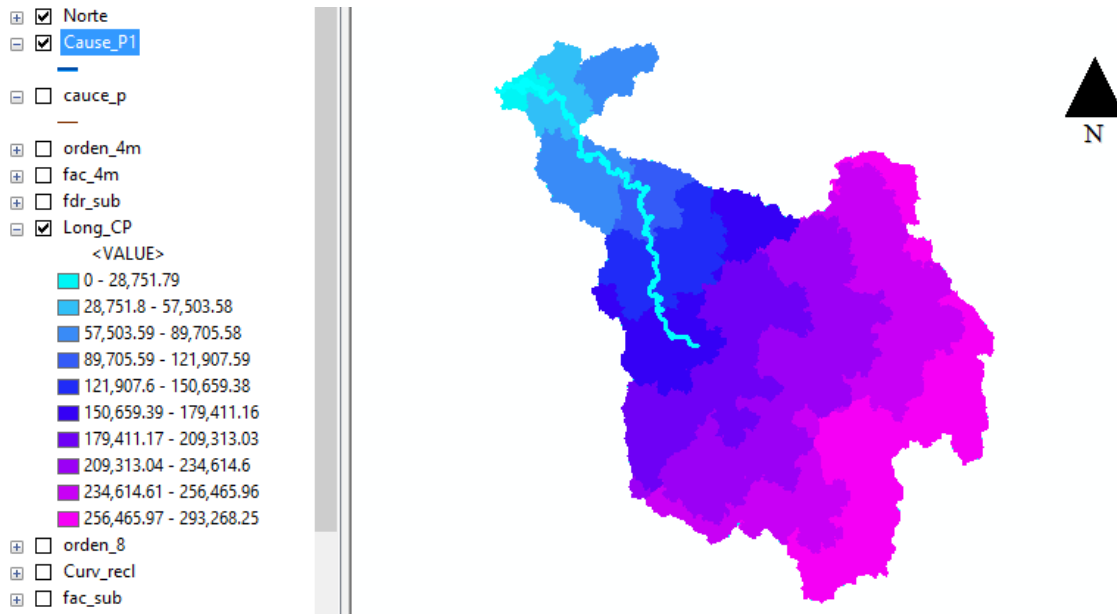 Norte
Cause_P1
cauce_p
orden_4m
fac_4m
fdr_sub
Long_CP
<VALUE>
0 - 28,751.79
28,751.8 - 57,503.58
57,503.59 - 89,705.58
89,705.59 - 121,907.59
121,907.6 - 150,659.38
150,659.39 - 179,411.16
179,411.17 - 209,313.03
209,313.04 - 234,614.6
234,614.61 - 256,465.96
256,465.97 - 293,268.25
orden_8
Curv_recl
fac_sub
N